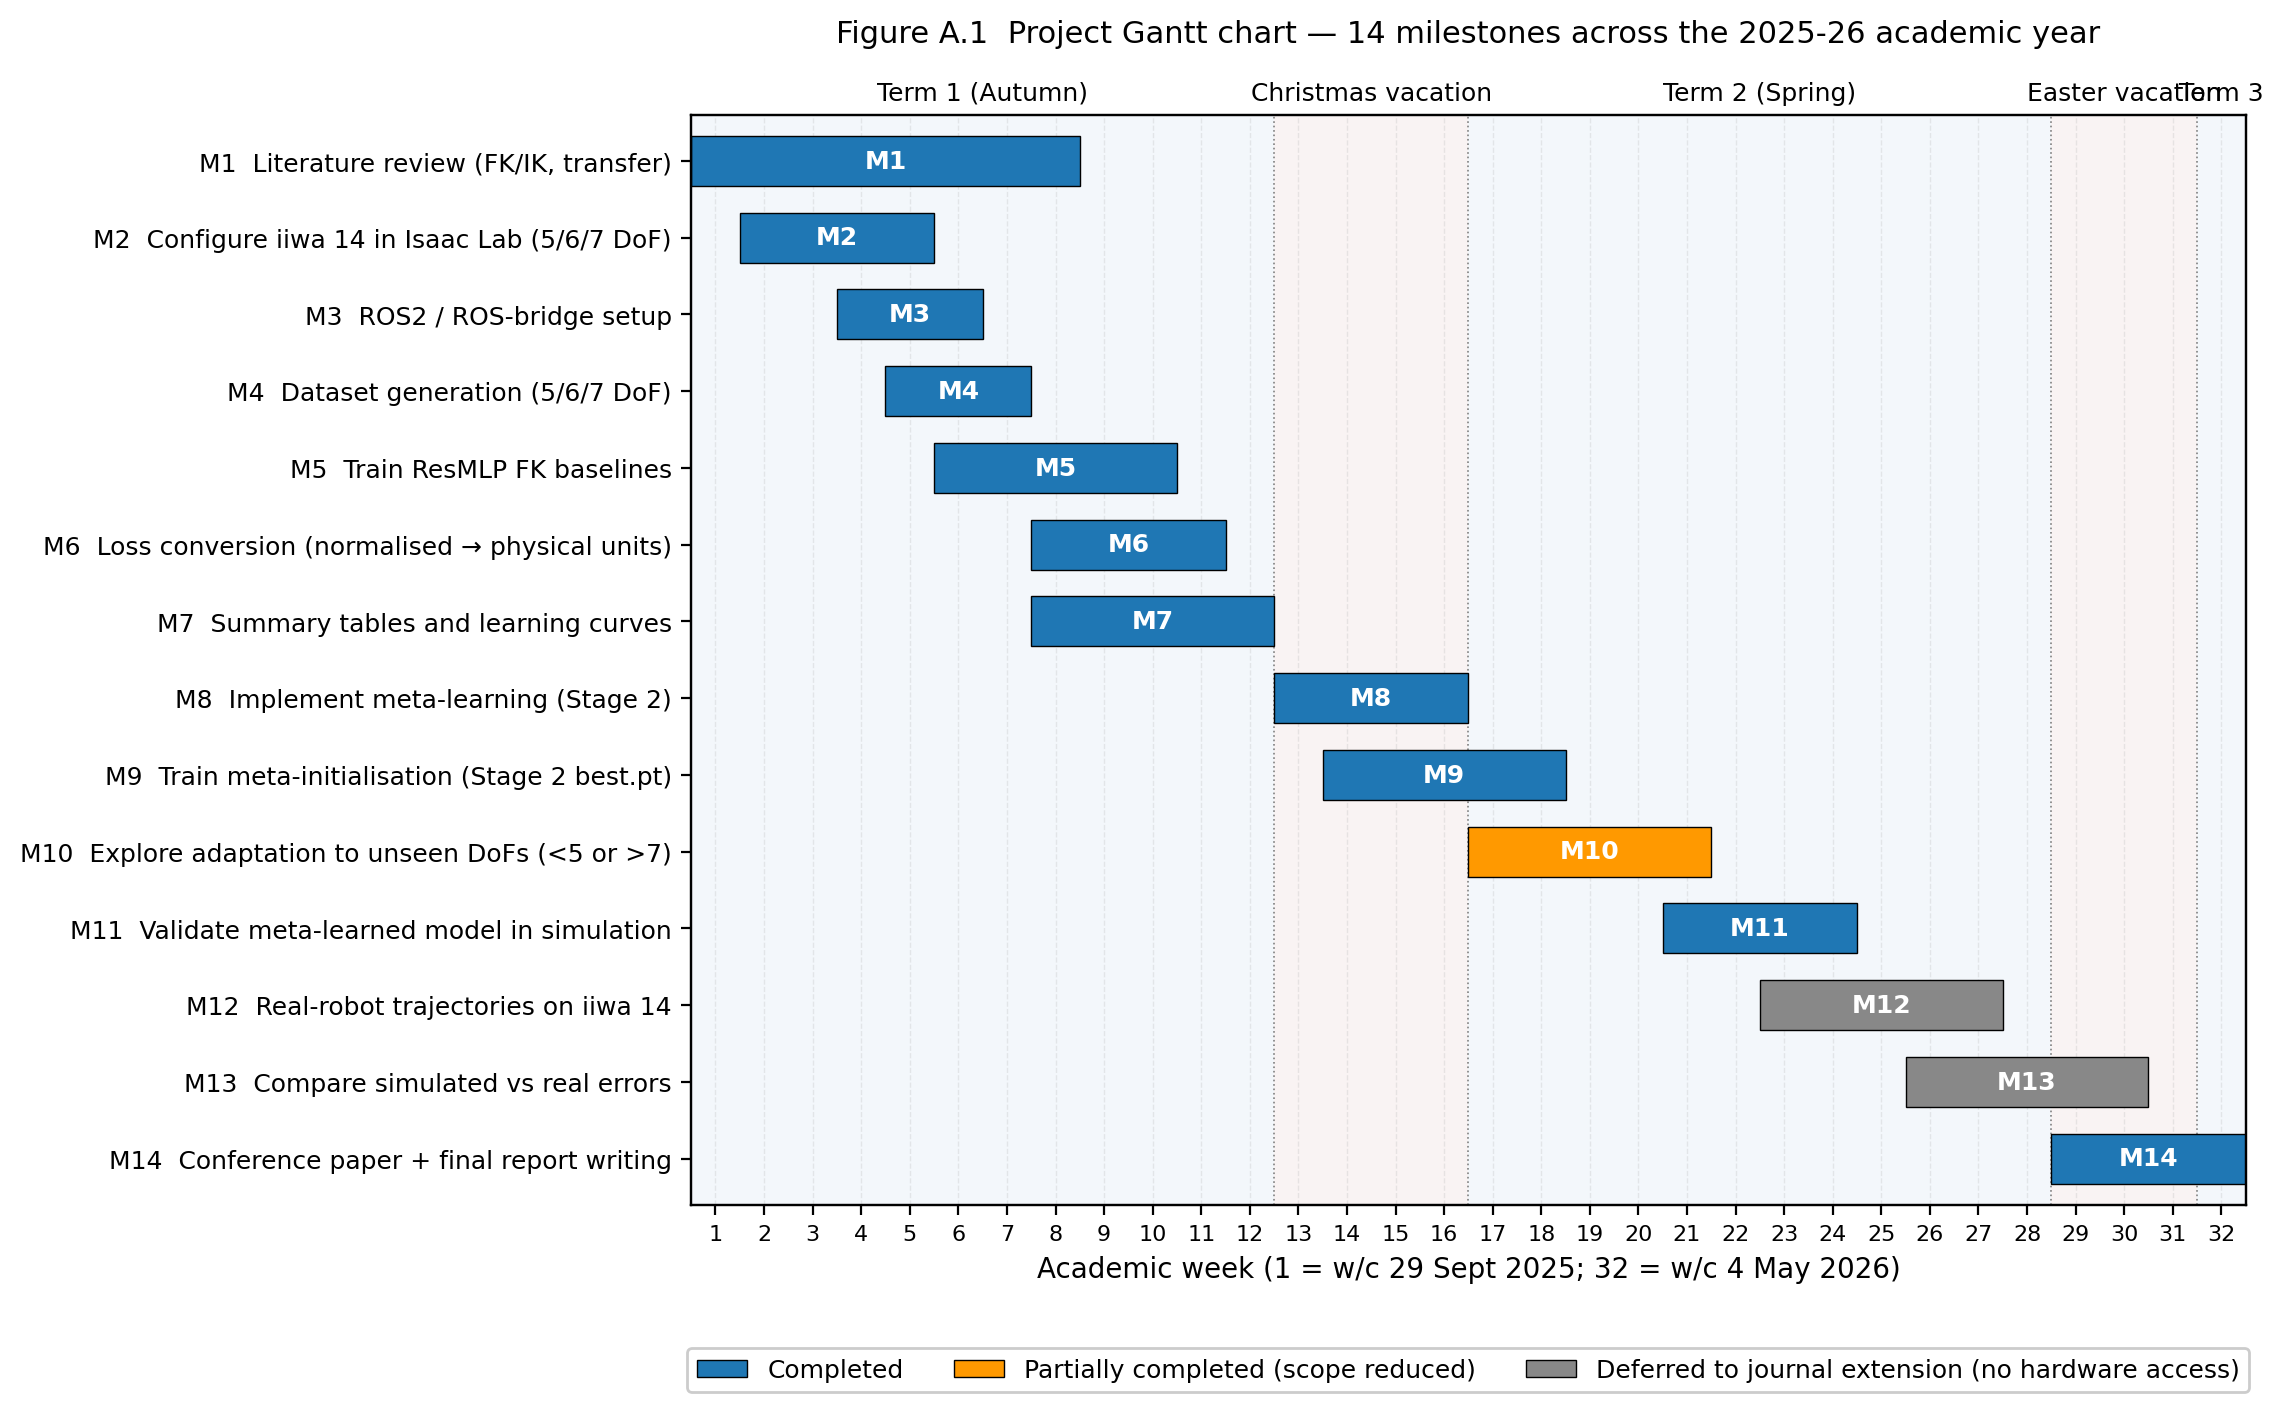 Figure A.1  Project Gantt chart — 14 milestones across the 2025-26 academic year
Term 1 (Autumn)
Christmas vacation
Term 2 (Spring)
Easter vacation
Term 3
M1  Literature review (FK/IK, transfer)
M1
M2  Configure iiwa 14 in Isaac Lab (5/6/7 DoF)
M2
M3  ROS2 / ROS-bridge setup
M3
M4  Dataset generation (5/6/7 DoF)
M4
M5  Train ResMLP FK baselines
M5
M6  Loss conversion (normalised → physical units)
M6
M7  Summary tables and learning curves
M7
M8  Implement meta-learning (Stage 2)
M8
M9  Train meta-initialisation (Stage 2 best.pt)
M9
M10  Explore adaptation to unseen DoFs (<5 or >7)
M10
M11  Validate meta-learned model in simulation
M11
M12  Real-robot trajectories on iiwa 14
M12
M13  Compare simulated vs real errors
M13
M14  Conference paper + final report writing
M14
1 2 3 4 5 6 7 8 9 10 11 12 13 14 15 16 17 18 19 20 21 22 23 24 25 26 27 28 29 30 31 32
Academic week (1 = w/c 29 Sept 2025; 32 = w/c 4 May 2026)
Completed
Partially completed (scope reduced)
Deferred to journal extension (no hardware access)